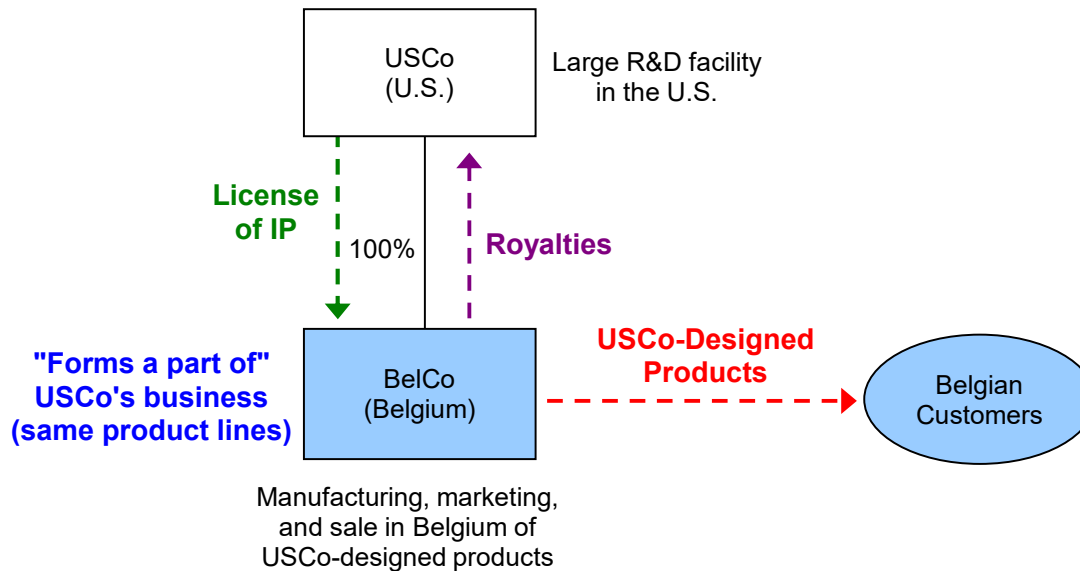 USCo
(U.S.)
Large R&D facility
in the U.S.
License
of IP
100%
Royalties
"Forms a part of"
USCo's business
(same product lines)
BelCo
(Belgium)
USCo-Designed
Products
Belgian
Customers
Manufacturing, marketing,
and sale in Belgium of
USCo-designed products